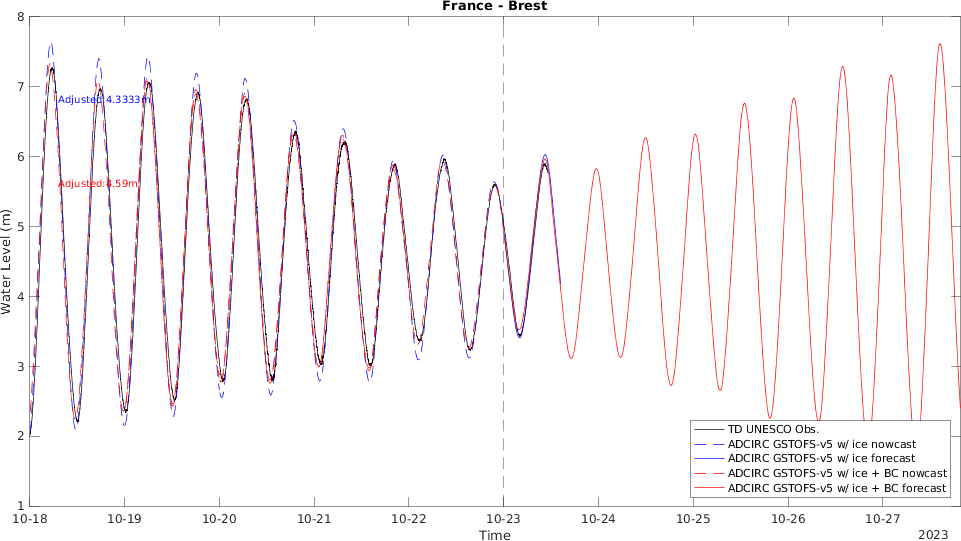 France - Brest
8
7
6
5
4
3
2
1
Water Level (m)
Adjusted:4.3333m
Adjusted:4.59m
10-18
10-19
10-20
10-21
10-22
10-23
10-24
10-25
10-26
10-27
Time
2023
TD UNESCO Obs.
ADCIRC GSTOFS-v5 w/ ice nowcast
ADCIRC GSTOFS-v5 w/ ice forecast
ADCIRC GSTOFS-v5 w/ ice + BC nowcast
ADCIRC GSTOFS-v5 w/ ice + BC forecast